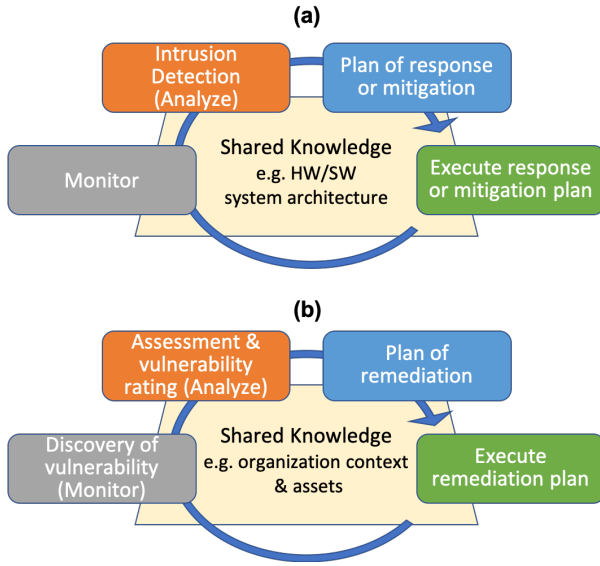 (a)
Intrusion
Detection
(Analyze)
Plan of response
or mitigation
Shared Knowledge
e.g. HW/SW
system architecture
Monitor
Execute response
or mitigation plan
(b)
Assessment &
vulnerability
rating (Analyze)
Plan of
remediation
Shared Knowledge
e.g. organization context
& assets
Discovery of
vulnerability
(Monitor)
Execute
remediation plan